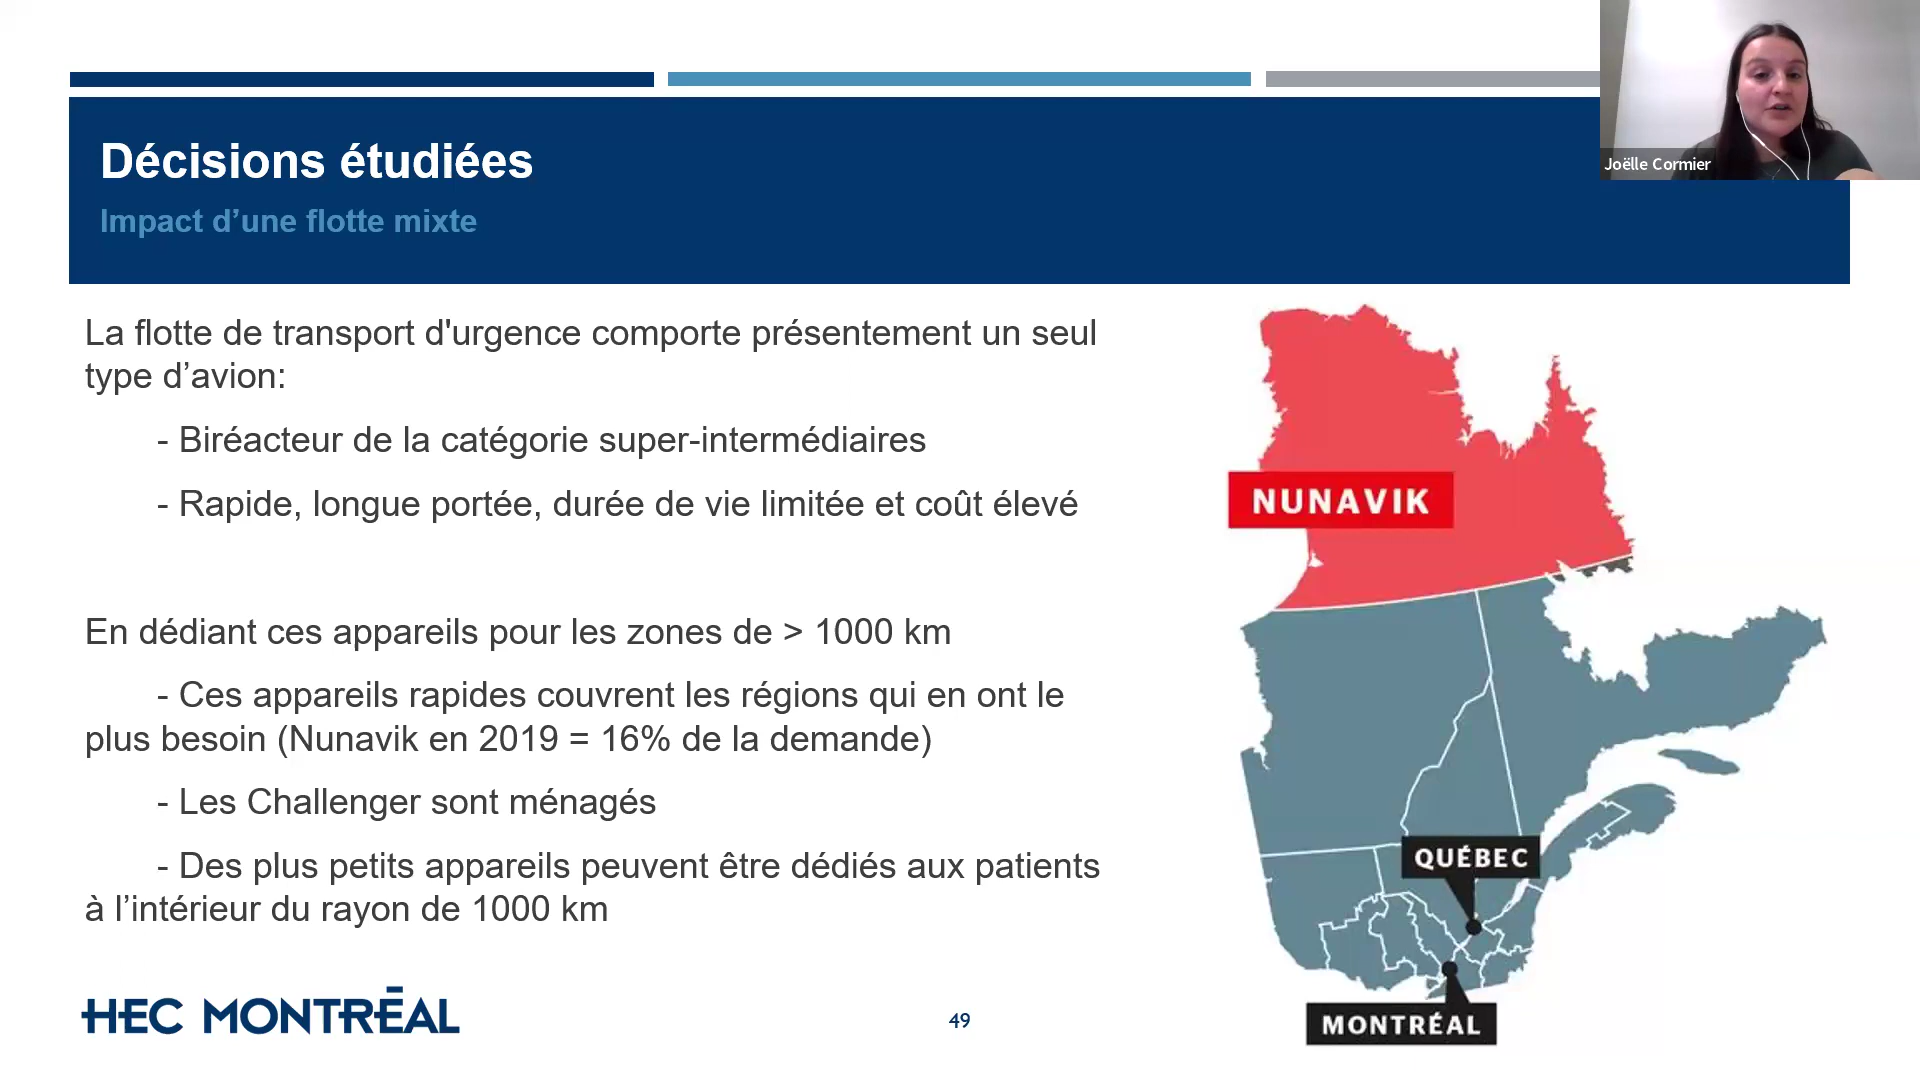 Joëlle Cormier
Décisions étudiées
Impact d’une flotte mixte
La flotte de transport d'urgence comporte présentement un seul
type d’avion:
- Biréacteur de la catégorie super-intermédiaires
- Rapide, longue portée, durée de vie limitée et coût élevé
En dédiant ces appareils pour les zones de > 1000 km
- Ces appareils rapides couvrent les régions qui en ont le
plus besoin (Nunavik en 2019 = 16% de la demande)
- Les Challenger sont ménagés
- Des plus petits appareils peuvent être dédiés aux patients
à l’intérieur du rayon de 1000 km
NUNAVIK
QUÉBEC
MONTRÉAL
HEC MONTRÉAL
49